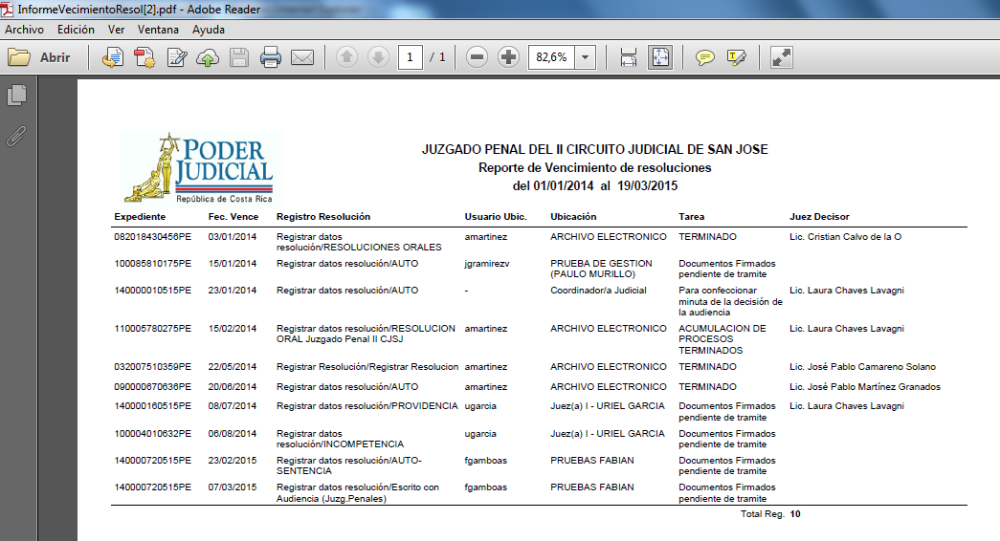 InformeVecimientoResol[2].pdf - Adobe Reader
Archivo Edición Ver Ventana Ayuda
Abrir 1 / 1 82,6%
PODER
JUDICIAL
República de Costa Rica
JUZGADO PENAL DEL II CIRCUITO JUDICIAL DE SAN JOSE
Reporte de Vencimiento de resoluciones
del 01/01/2014 al 19/03/2015
Expediente Fec. Vence Registro Resolución Usuario Ubic. Ubicación Tarea Juez Decisor
082018430456PE 03/01/2014 Registrar datos amartinez ARCHIVO ELECTRONICO TERMINADO Lic. Cristian Calvo de la O
resolución/RESOLUCIONES ORALES
100085810175PE 15/01/2014 Registrar datos resolución/AUTO jgramirezv PRUEBA DE GESTION Documentos Firmados
(PAULO MURILLO) pendiente de tramite
140000010515PE 23/01/2014 Registrar datos resolución/AUTO - Coordinador/a Judicial Para confeccionar Lic. Laura Chaves Lavagni
minuta de la decisión de
la audiencia
110005780275PE 15/02/2014 Registrar datos resolución/RESOLUCION amartinez ARCHIVO ELECTRONICO ACUMULACION DE Lic. Laura Chaves Lavagni
ORAL Juzgado Penal II CJSJ PROCESOS
TERMINADOS
032007510359PE 22/05/2014 Registrar Resolución/Registrar Resolucion amartinez ARCHIVO ELECTRONICO TERMINADO Lic. José Pablo Camareno Solano
090000670636PE 20/06/2014 Registrar datos resolución/AUTO amartinez ARCHIVO ELECTRONICO TERMINADO Lic. José Pablo Martínez Granados
140000160515PE 08/07/2014 Registrar datos resolución/PROVIDENCIA ugarcia Juez(a) I - URIEL GARCIA Documentos Firmados Lic. Laura Chaves Lavagni
pendiente de tramite
100004010632PE 06/08/2014 Registrar datos ugarcia Juez(a) I - URIEL GARCIA Documentos Firmados
resolución/INCOMPETENCIA pendiente de tramite
140000720515PE 23/02/2015 Registrar datos resolución/AUTO- fgamboas PRUEBAS FABIAN Documentos Firmados
SENTENCIA pendiente de tramite
140000720515PE 07/03/2015 Registrar datos resolución/Escrito con fgamboas PRUEBAS FABIAN Documentos Firmados
Audiencia (Juzg.Penales) pendiente de tramite
Total Reg. 10